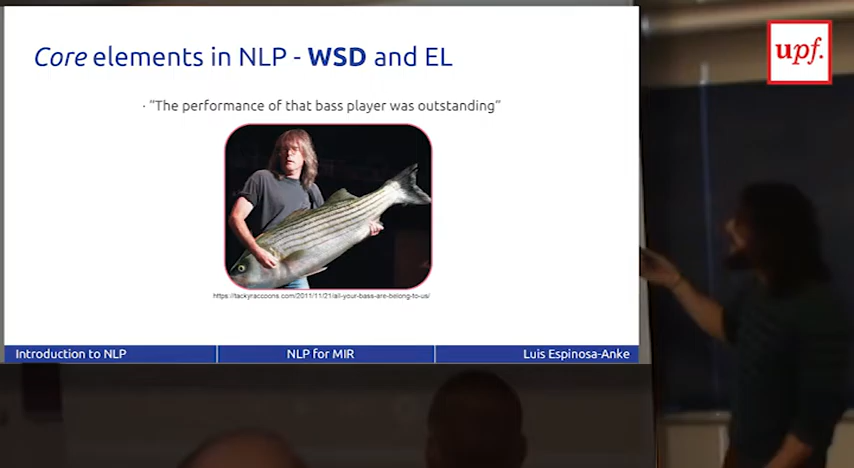 Core elements in NLP - WSD and EL
upf.
· "The performance of that bass player was outstanding"
https://tackyraccoons.com/2011/11/21/all-your-bass-are-belong-to-us/
Introduction to NLP
NLP for MIR
Luis Espinosa-Anke